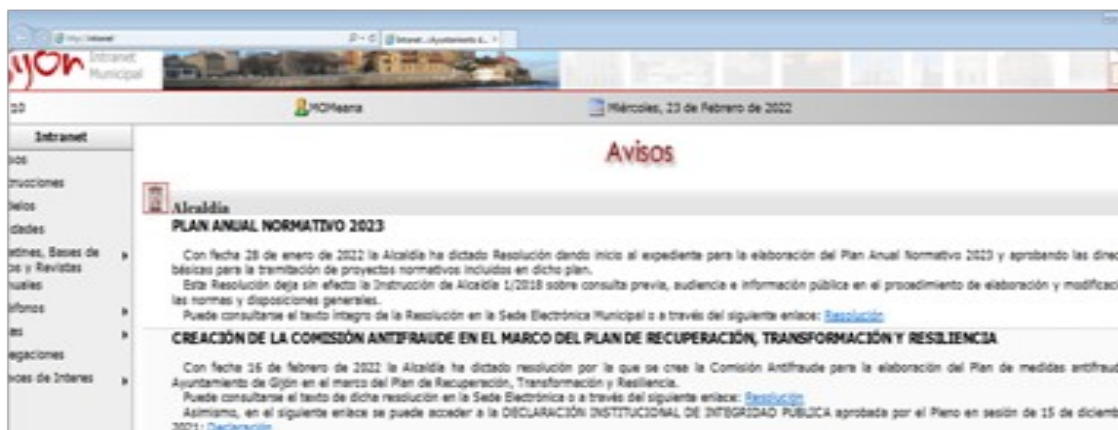 http://intranet
Intranet - Ayuntamiento d...
Intranet
Municipal
MOMeana
Miércoles, 23 de Febrero de 2022
Intranet
Avisos
Alcaldía
PLAN ANUAL NORMATIVO 2023
Con fecha 28 de enero de 2022 la Alcaldía ha dictado Resolución dando inicio al expediente para la elaboración del Plan Anual Normativo 2023 y aprobando las direc
básicas para la tramitación de proyectos normativos incluidos en dicho plan.
Esta Resolución deja sin efecto la Instrucción de Alcaldía 1/2018 sobre consulta previa, audiencia e información pública en el procedimiento de elaboración y modificació
las normas y disposiciones generales.
Puede consultarse el texto íntegro de la Resolución en la Sede Electrónica Municipal o a través del siguiente enlace: Resolución
CREACIÓN DE LA COMISIÓN ANTIFRAUDE EN EL MARCO DEL PLAN DE RECUPERACIÓN, TRANSFORMACIÓN Y RESILIENCIA
Con fecha 16 de febrero de 2022 la Alcaldía ha dictado resolución por la que se crea la Comisión Antifraude para la elaboración del Plan de medidas antifraud
Ayuntamiento de Gijón en el marco del Plan de Recuperación, Transformación y Resiliencia.
Puede consultarse el texto de dicha resolución en la Sede Electrónica o a través del siguiente enlace: Resolución
Asimismo, en el siguiente enlace se puede acceder a la DECLARACIÓN INSTITUCIONAL DE INTEGRIDAD PÚBLICA aprobada por el Pleno en sesión de 15 de diciemb
2021: Declaración